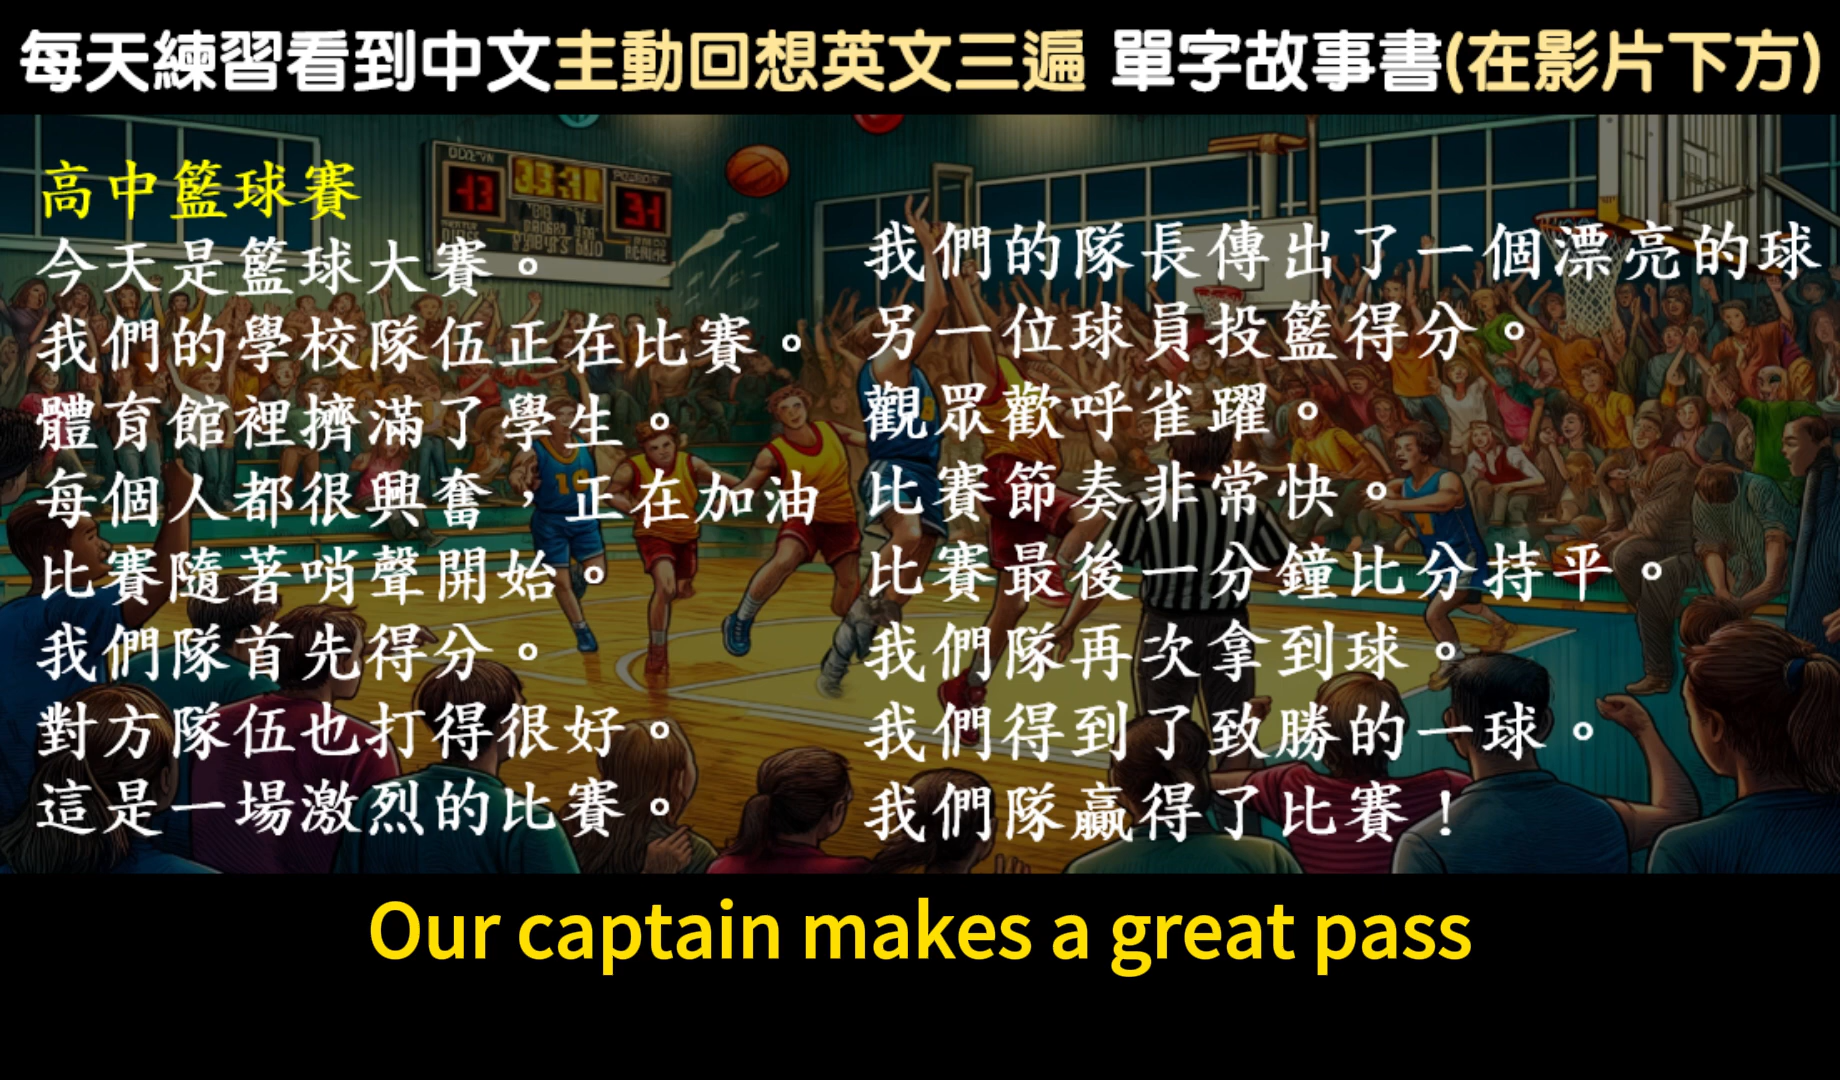 每天練習看到中文主動回想英文三遍 單字故事書(在影片下方)
高中籃球賽
今天是籃球大賽。
我們的學校隊伍正在比賽。
體育館裡擠滿了學生。
每個人都很興奮，正在加油
比賽隨著哨聲開始。
我們隊首先得分。
對方隊伍也打得很好。
這是一場激烈的比賽。
我們的隊長傳出了一個漂亮的球
另一位球員投籃得分。
觀眾歡呼雀躍。
比賽節奏非常快。
比賽最後一分鐘比分持平。
我們隊再次拿到球。
我們得到了致勝的一球。
我們隊贏得了比賽！
Our captain makes a great pass